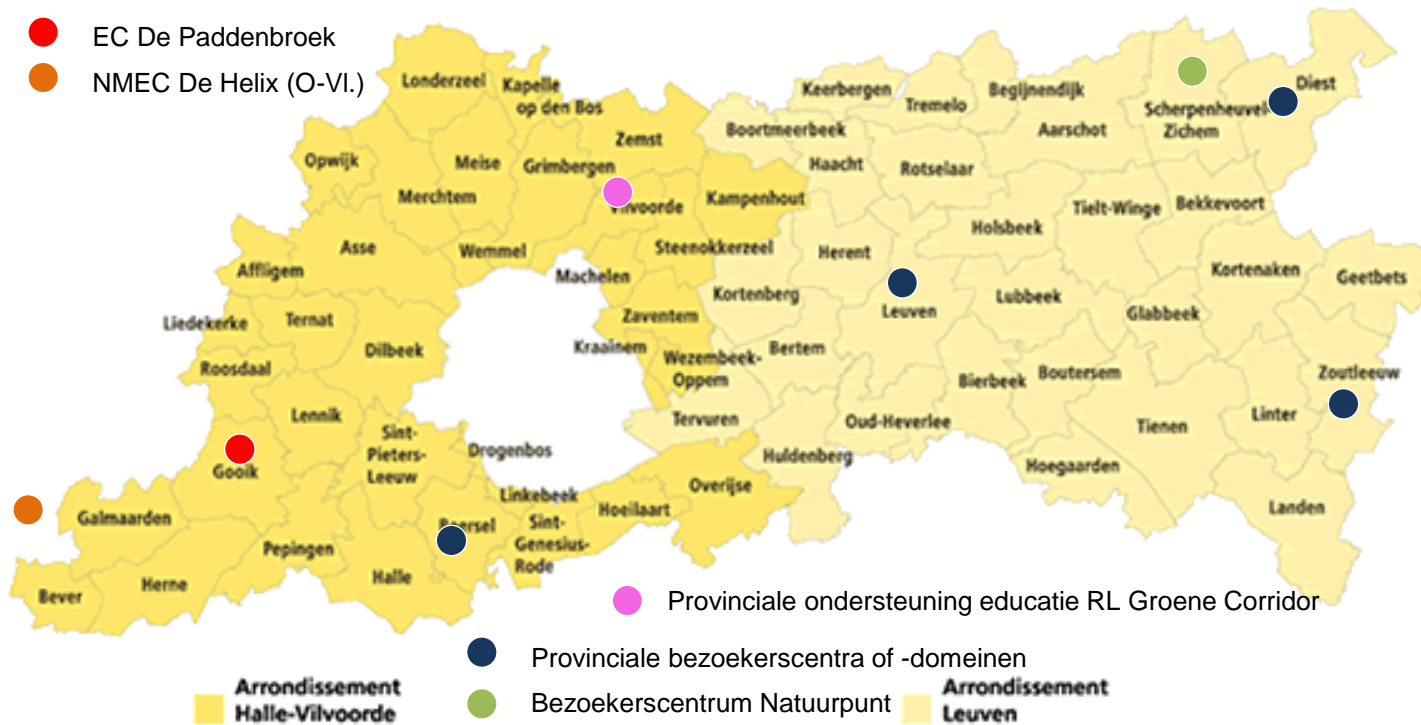 EC De Paddenbroek
NMEC De Helix (O-Vl.)
Londerzeel
Kapelle
op den Bos
Zemst
Opwijk
Meise
Grimbergen
Merchtem
Vilvoorde
Kampenhout
Asse
Wemmel
Steenokkerzeel
Affligem
Machelen
Liedekerke
Ternat
Zaventem
Dilbeek
Kraainem
Roosdaal
Wezembeek-
Oppem
Lennik
Sint-
Pieters-
Leeuw
Drogenbos
Gooik
Linkebeek
Hoeilaart
Overijse
Galmaarden
Beersel
Sint-
Genesius-
Rode
Pepingen
Halle
Herne
Bever
Keerbergen
Tremelo
Begijnendijk
Scherpenheuvel-
Zichem
Diest
Boortmeerbeek
Aarschot
Haacht
Rotselaar
Tielt-Winge
Bekkevoort
Holsbeek
Herent
Kortenaken
Geetbets
Kortenberg
Leuven
Lubbeek
Glabbeek
Bertem
Bierbeek
Boutersem
Zoutleeuw
Tervuren
Oud-Heverlee
Tienen
Linter
Huldenberg
Hoegaarden
Landen
Provinciale ondersteuning educatie RL Groene Corridor
Provinciale bezoekerscentra of -domeinen
Bezoekerscentrum Natuurpunt
Arrondissement
Halle-Vilvoorde
Arrondissement
Leuven